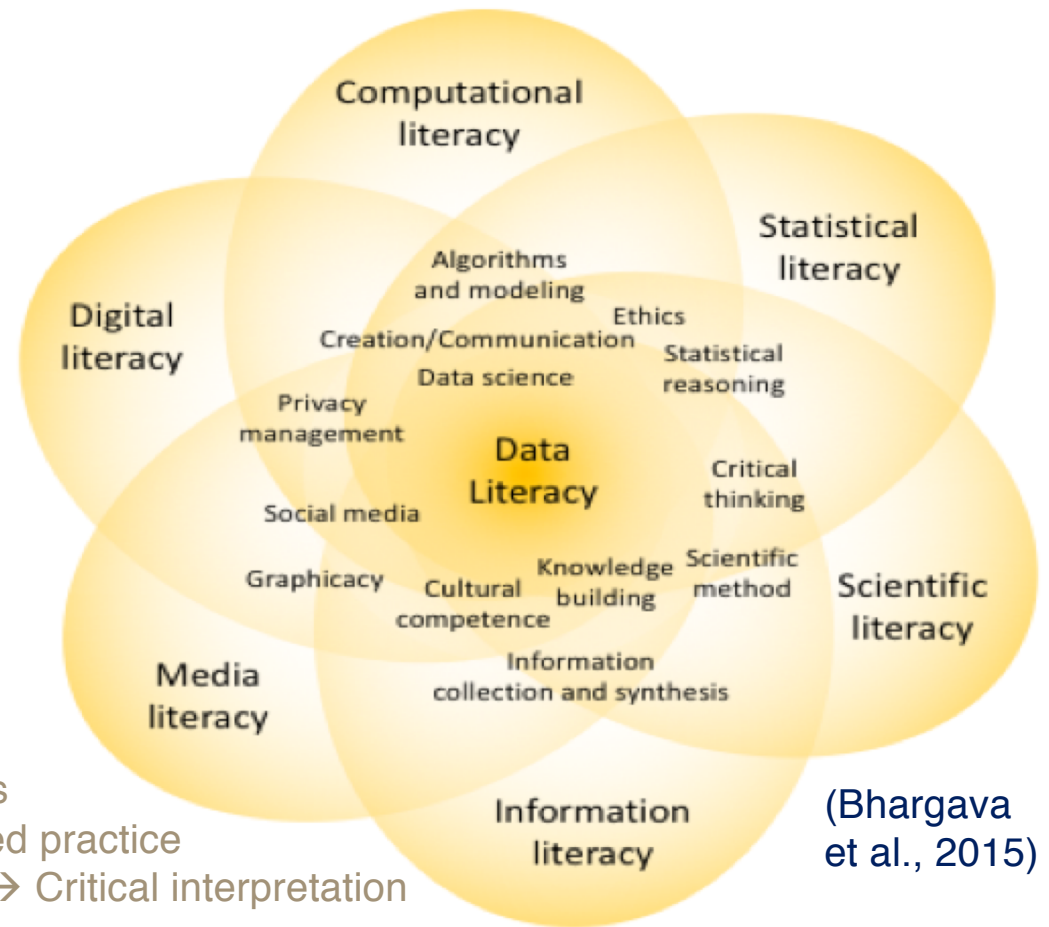 Computational
literacy
Statistical
literacy
Algorithms
and modeling
Digital
literacy
Ethics
Creation/Communication
Statistical
reasoning
Data science
Privacy
management
Data
Literacy
Critical
thinking
Social media
Graphicacy
Cultural
competence
Knowledge
building
Scientific
method
Scientific
literacy
Information
collection and synthesis
Media
literacy
Information
literacy
(Bhargava
et al., 2015)
practice
→ Critical interpretation